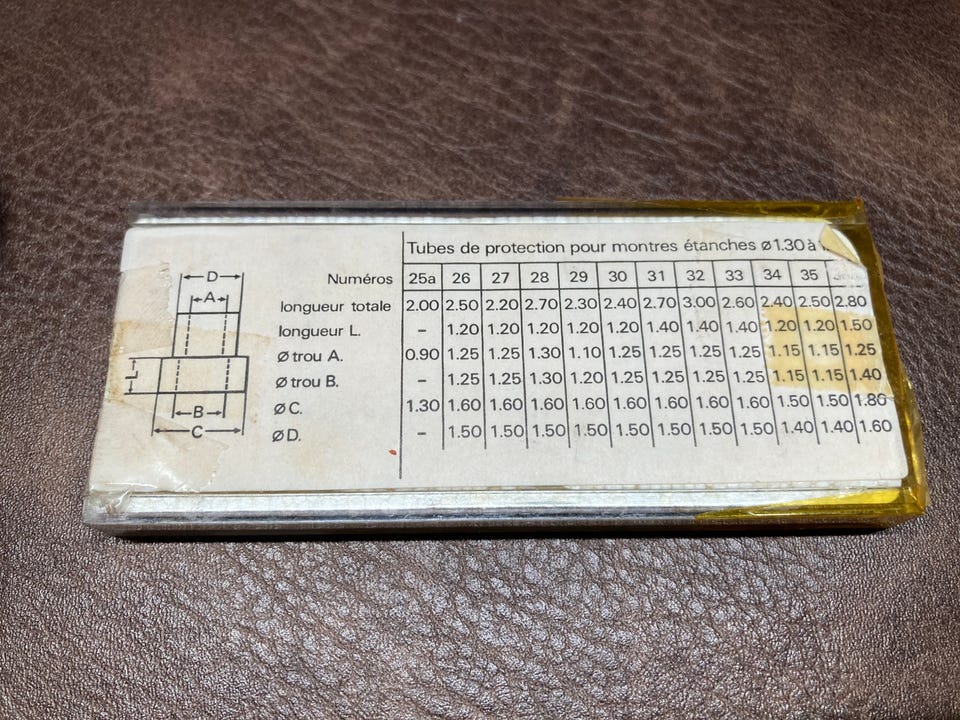 Tubes de protection pour montres étanches ø1.30 à
Numéros 25a 26 27 28 29 30 31 32 33 34 35
longueur totale 2.00 2.50 2.20 2.70 2.30 2.40 2.70 3.00 2.60 2.40 2.50 2.80
longueur L. – 1.20 1.20 1.20 1.20 1.20 1.40 1.40 1.40 1.20 1.20 1.50
Ø trou A. 0.90 1.25 1.25 1.30 1.10 1.25 1.25 1.25 1.25 1.15 1.15 1.25
Ø trou B. – 1.25 1.25 1.30 1.20 1.25 1.25 1.25 1.25 1.15 1.15 1.40
Ø C. 1.30 1.60 1.60 1.60 1.60 1.60 1.60 1.60 1.60 1.50 1.50 1.80
Ø D. – 1.50 1.50 1.50 1.50 1.50 1.50 1.50 1.50 1.40 1.40 1.60
D
A
L
B
C